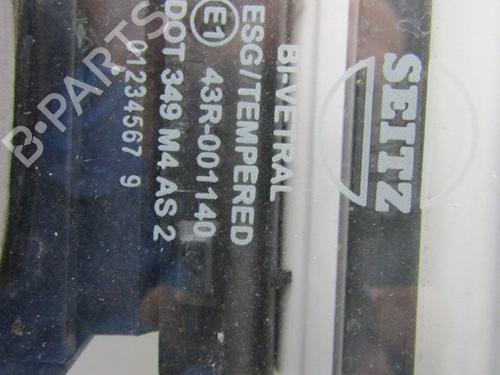 SEITZ
BI-VETRAL
ESG/TEMPERED
E1 43R-001140
DOT 349 M4 AS 2
01234567 9
B-PARTS